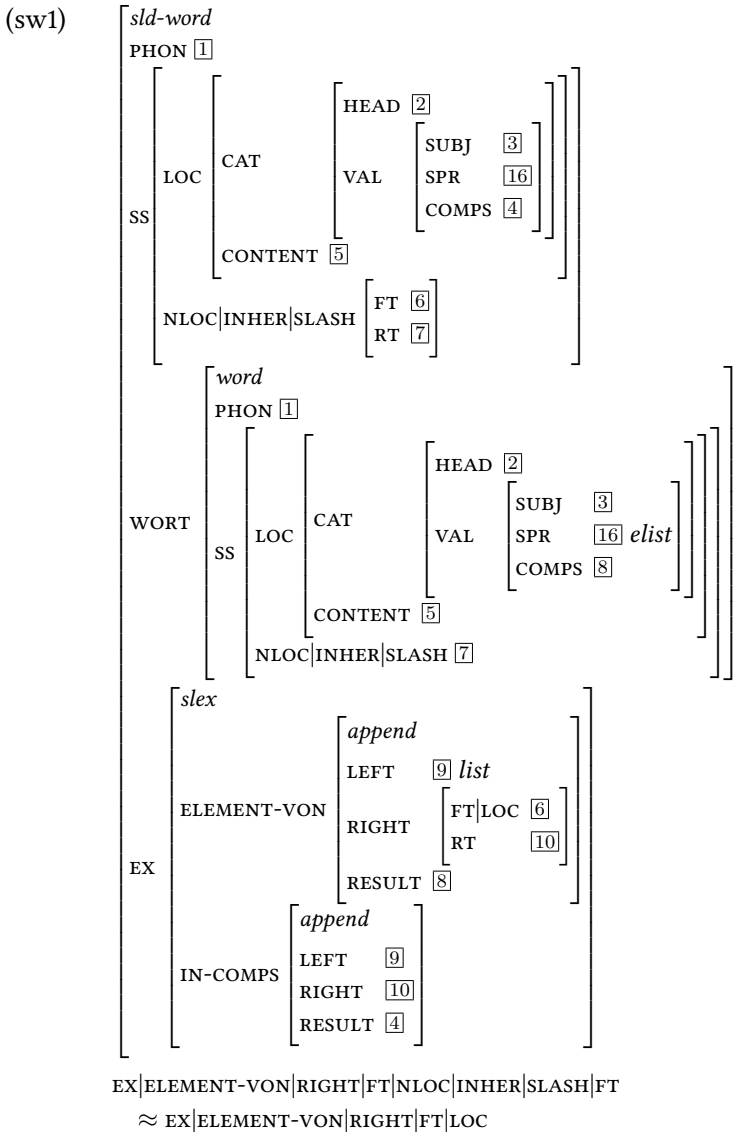 (sw1)
sld-word
PHON 1
HEAD 2
SUBJ 3
CAT
VAL
SPR 16
LOC
COMPS 4
SS
CONTENT 5
FT 6
NLOC|INHER|SLASH
RT 7
word
PHON 1
HEAD 2
SUBJ 3
CAT
WORT
LOC
VAL
SPR 16 elist
SS
COMPS 8
CONTENT 5
NLOC|INHER|SLASH 7
slex
append
LEFT 9 list
ELEMENT-VON
FT|LOC 6
RIGHT
RT 10
EX
RESULT 8
append
LEFT 9
IN-COMPS
RIGHT 10
RESULT 4
EX|ELEMENT-VON|RIGHT|FT|NLOC|INHER|SLASH|FT
≈ EX|ELEMENT-VON|RIGHT|FT|LOC